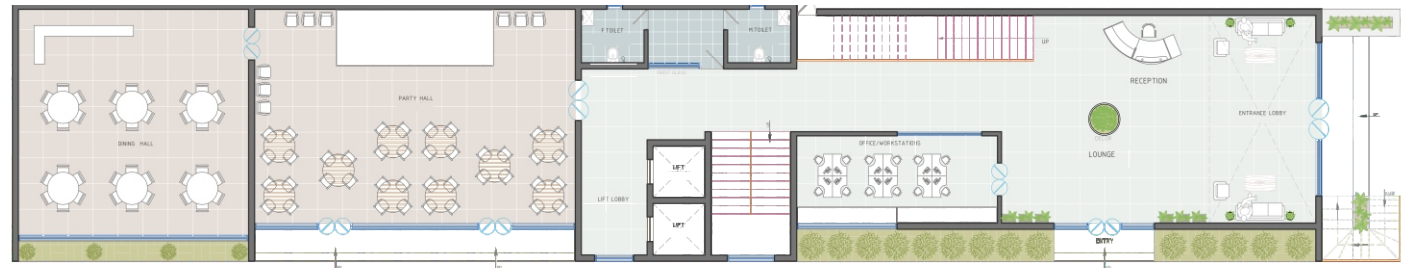 F.TOILET
M.TOILET
UP
RECEPTION
PARTY HALL
ENTRANCE LOBBY
DINING HALL
OFFICE/WORKSTATIONS
LOUNGE
LIFT
LIFT LOBBY
LIFT
ENTRY